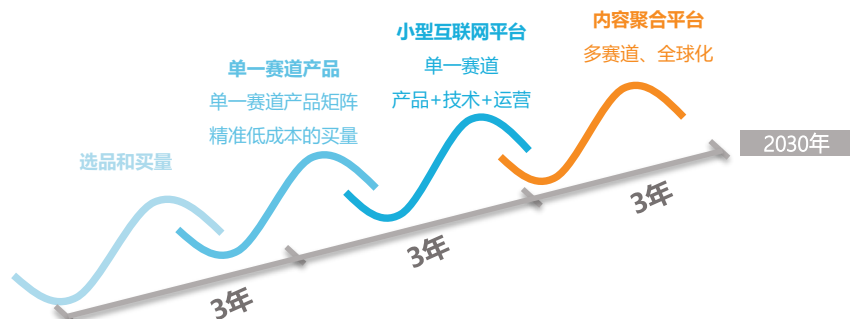 选品和买量
单一赛道产品
单一赛道产品矩阵
精准低成本的买量
小型互联网平台
单一赛道
产品+技术+运营
内容聚合平台
多赛道、全球化
2030年
3年
3年
3年